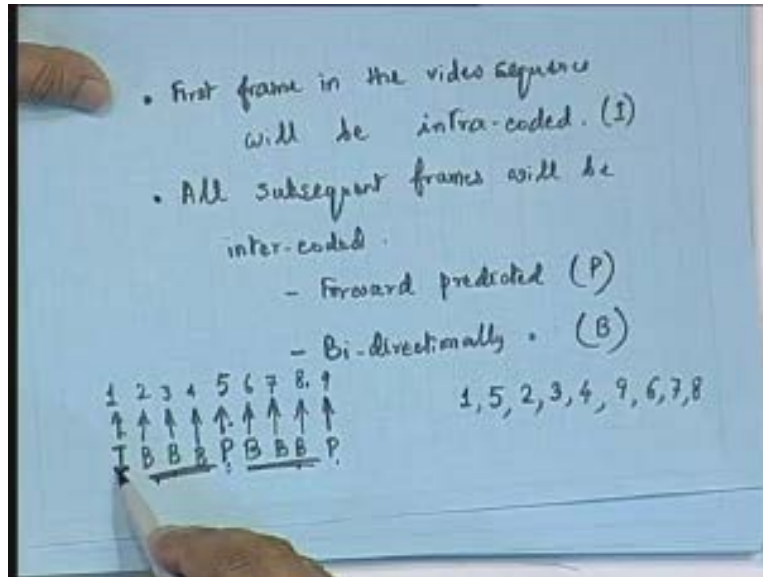 • First frame in the video sequence
will be intra-coded. (I)
• All subsequent frames will be
inter-coded.
- Forward predicted (P)
- Bi-directionally " (B)
1 2 3 4 5 6 7 8. 9
1, 5, 2, 3, 4, 9, 6, 7, 8
I B B B P B B B P